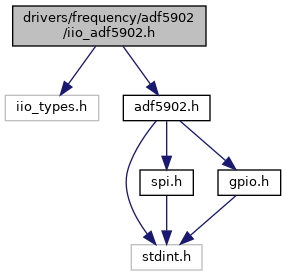 drivers/frequency/adf5902
/iio_adf5902.h
iio_types.h
adf5902.h
spi.h
gpio.h
stdint.h